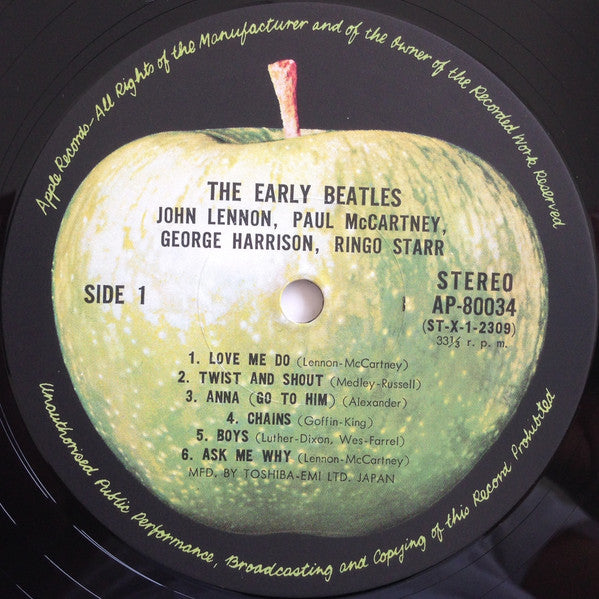 Apple Records-All Rights of the Manufacturer and of the Owner of the Recorded Work Reserved
THE EARLY BEATLES
JOHN LENNON, PAUL McCARTNEY,
GEORGE HARRISON, RINGO STARR
SIDE 1
STEREO
AP-80034
(ST-X-1-2309)
33⅓ r. p. m.
1. LOVE ME DO (Lennon-McCartney)
2. TWIST AND SHOUT (Medley-Russell)
3. ANNA (GO TO HIM) (Alexander)
4. CHAINS (Goffin-King)
5. BOYS (Luther-Dixon, Wes-Farrel)
6. ASK ME WHY (Lennon-McCartney)
MFD. BY TOSHIBA-EMI LTD. JAPAN
Unauthorised Public Performance, Broadcasting and Copying of this Record Prohibited